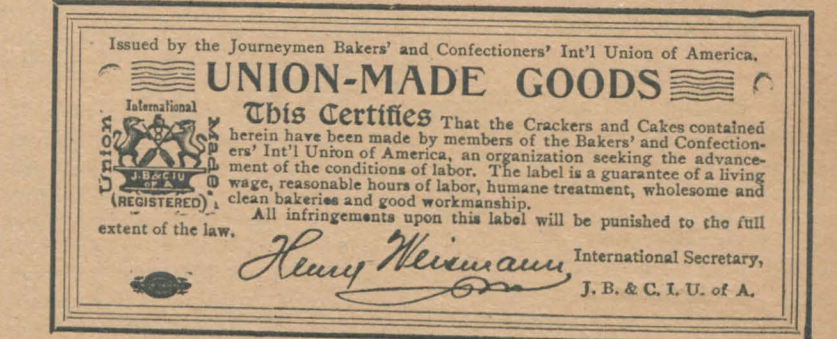 Issued by the Journeymen Bakers' and Confectioners' Int'l Union of America.
UNION-MADE GOODS
International
Union
Made
J.B.&C.I.U
of A
(REGISTERED)
This Certifies That the Crackers and Cakes contained
herein have been made by members of the Bakers' and Confection-
ers' Int'l Union of America, an organization seeking the advance-
ment of the conditions of labor. The label is a guarantee of a living
wage, reasonable hours of labor, humane treatment, wholesome and
clean bakeries and good workmanship.
All infringements upon this label will be punished to the full
extent of the law.
Henry Weismann, International Secretary,
J. B. & C. I. U. of A.